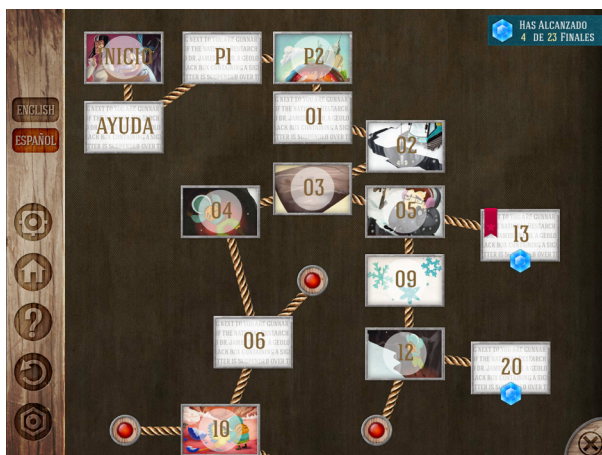 HAS ALCANZADO
4 DE 23 FINALES
INICIO
P1
P2
ENGLISH
AYUDA
01
ESPAÑOL
02
03
04
05
13
09
06
12
20
10